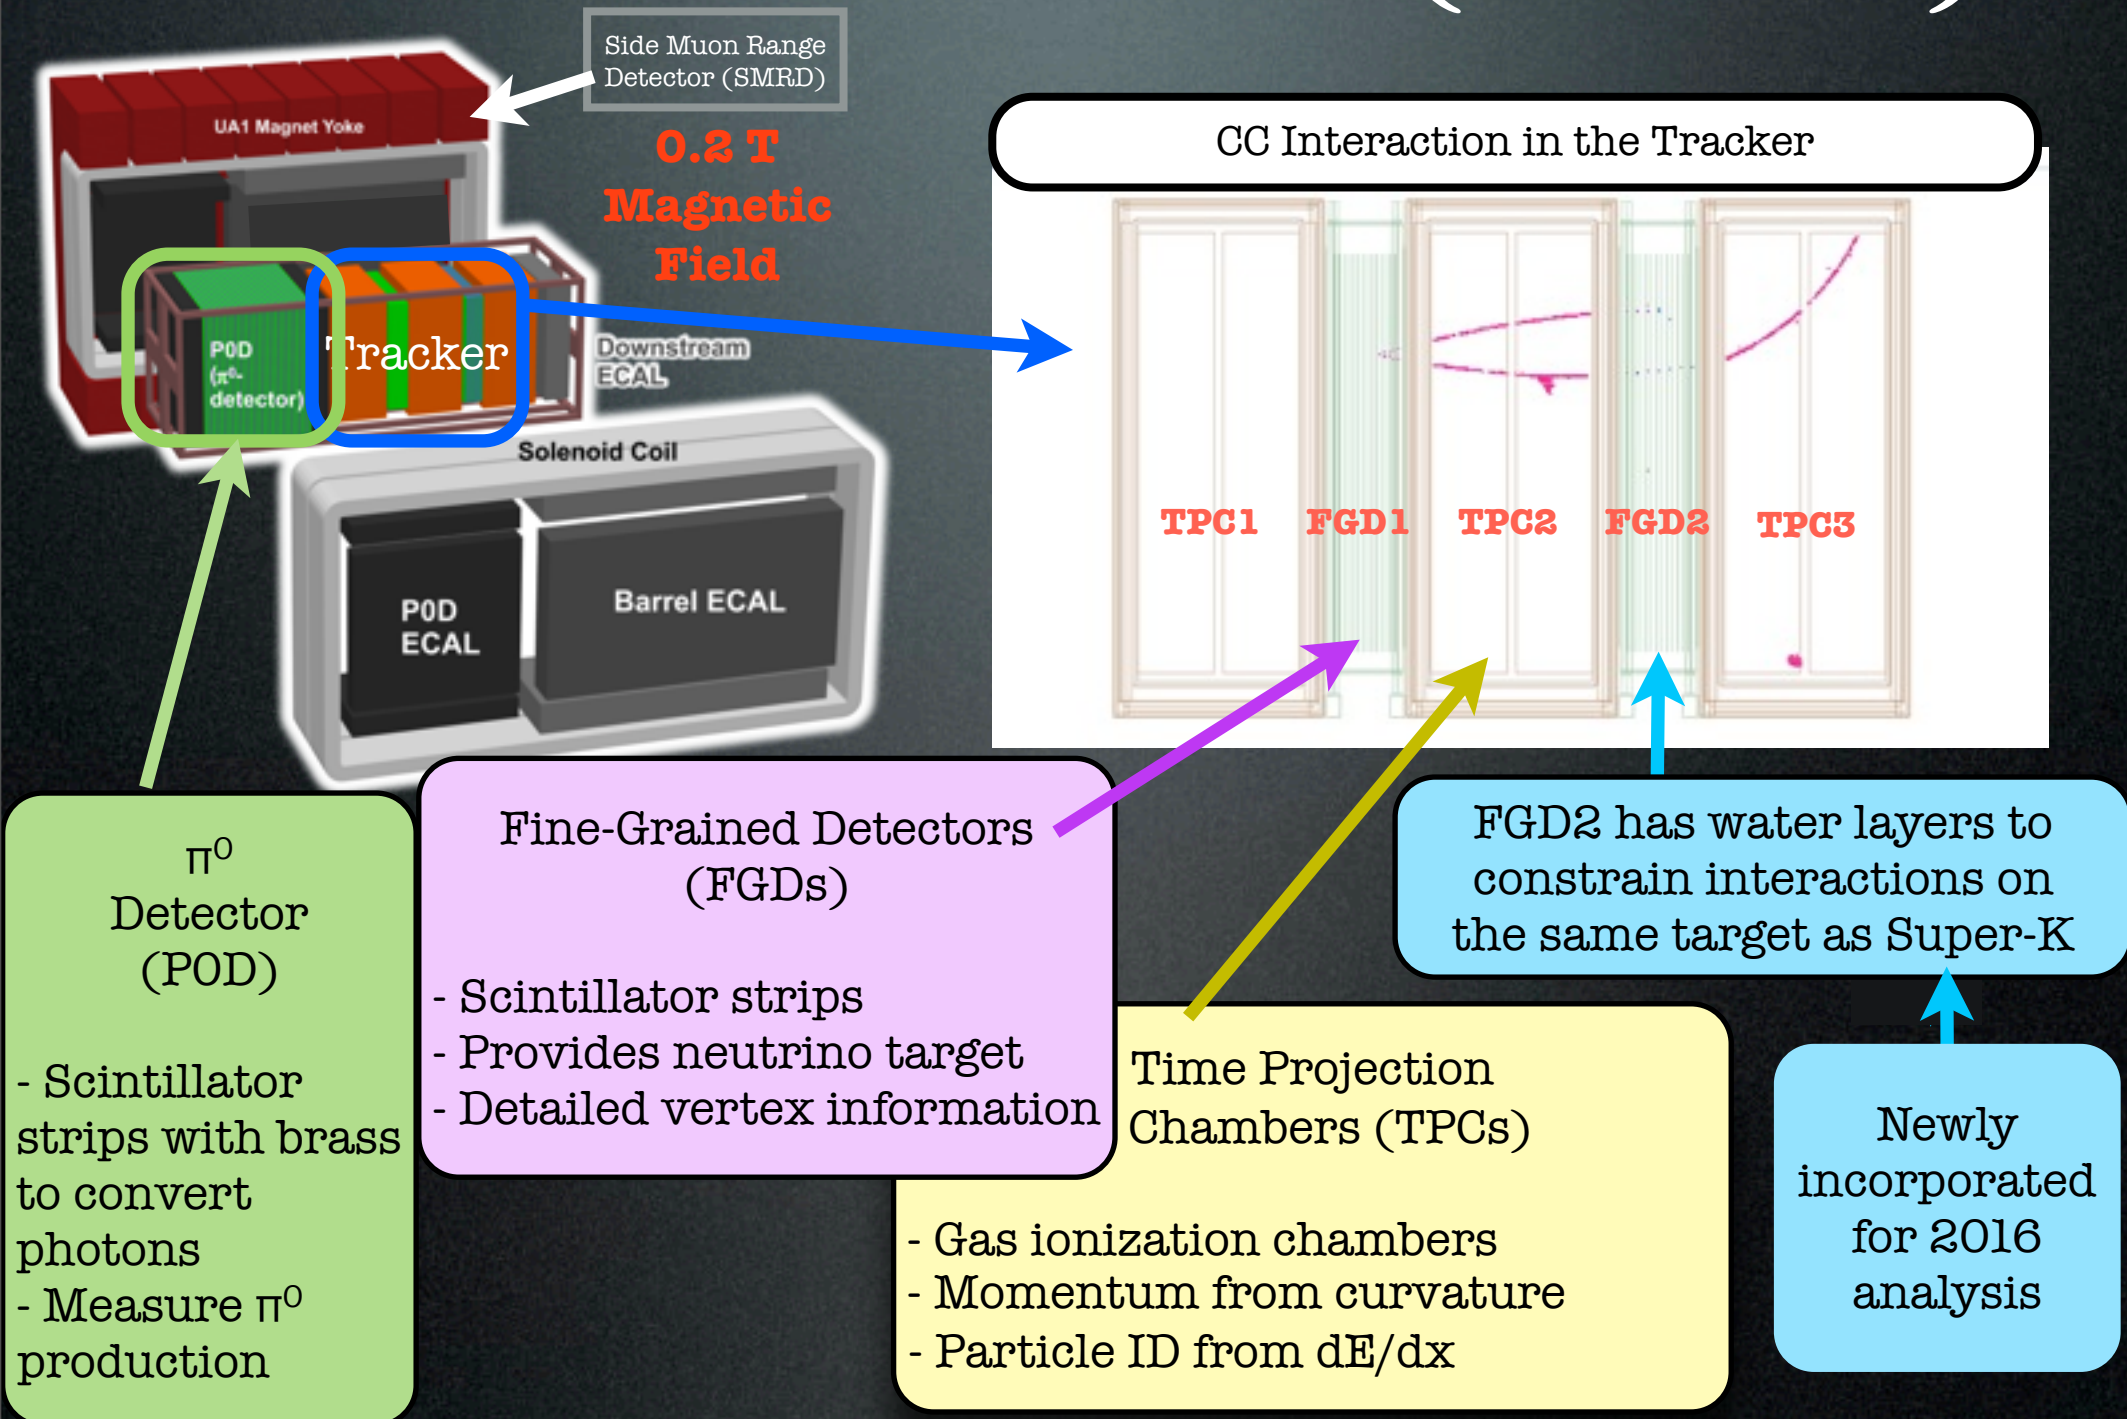 Side Muon Range
Detector (SMRD)
UA1 Magnet Yoke
0.2 T
Magnetic
Field
P0D
(π⁰-
detector)
Tracker
Downstream
ECAL
Solenoid Coil
P0D
ECAL
Barrel ECAL
CC Interaction in the Tracker
TPC1 FGD1 TPC2 FGD2 TPC3
π⁰
Detector
(P0D)
- Scintillator
strips with brass
to convert
photons
- Measure π⁰
production
Fine-Grained Detectors
(FGDs)
- Scintillator strips
- Provides neutrino target
- Detailed vertex information
Time Projection
Chambers (TPCs)
- Gas ionization chambers
- Momentum from curvature
- Particle ID from dE/dx
FGD2 has water layers to
constrain interactions on
the same target as Super-K
Newly
incorporated
for 2016
analysis